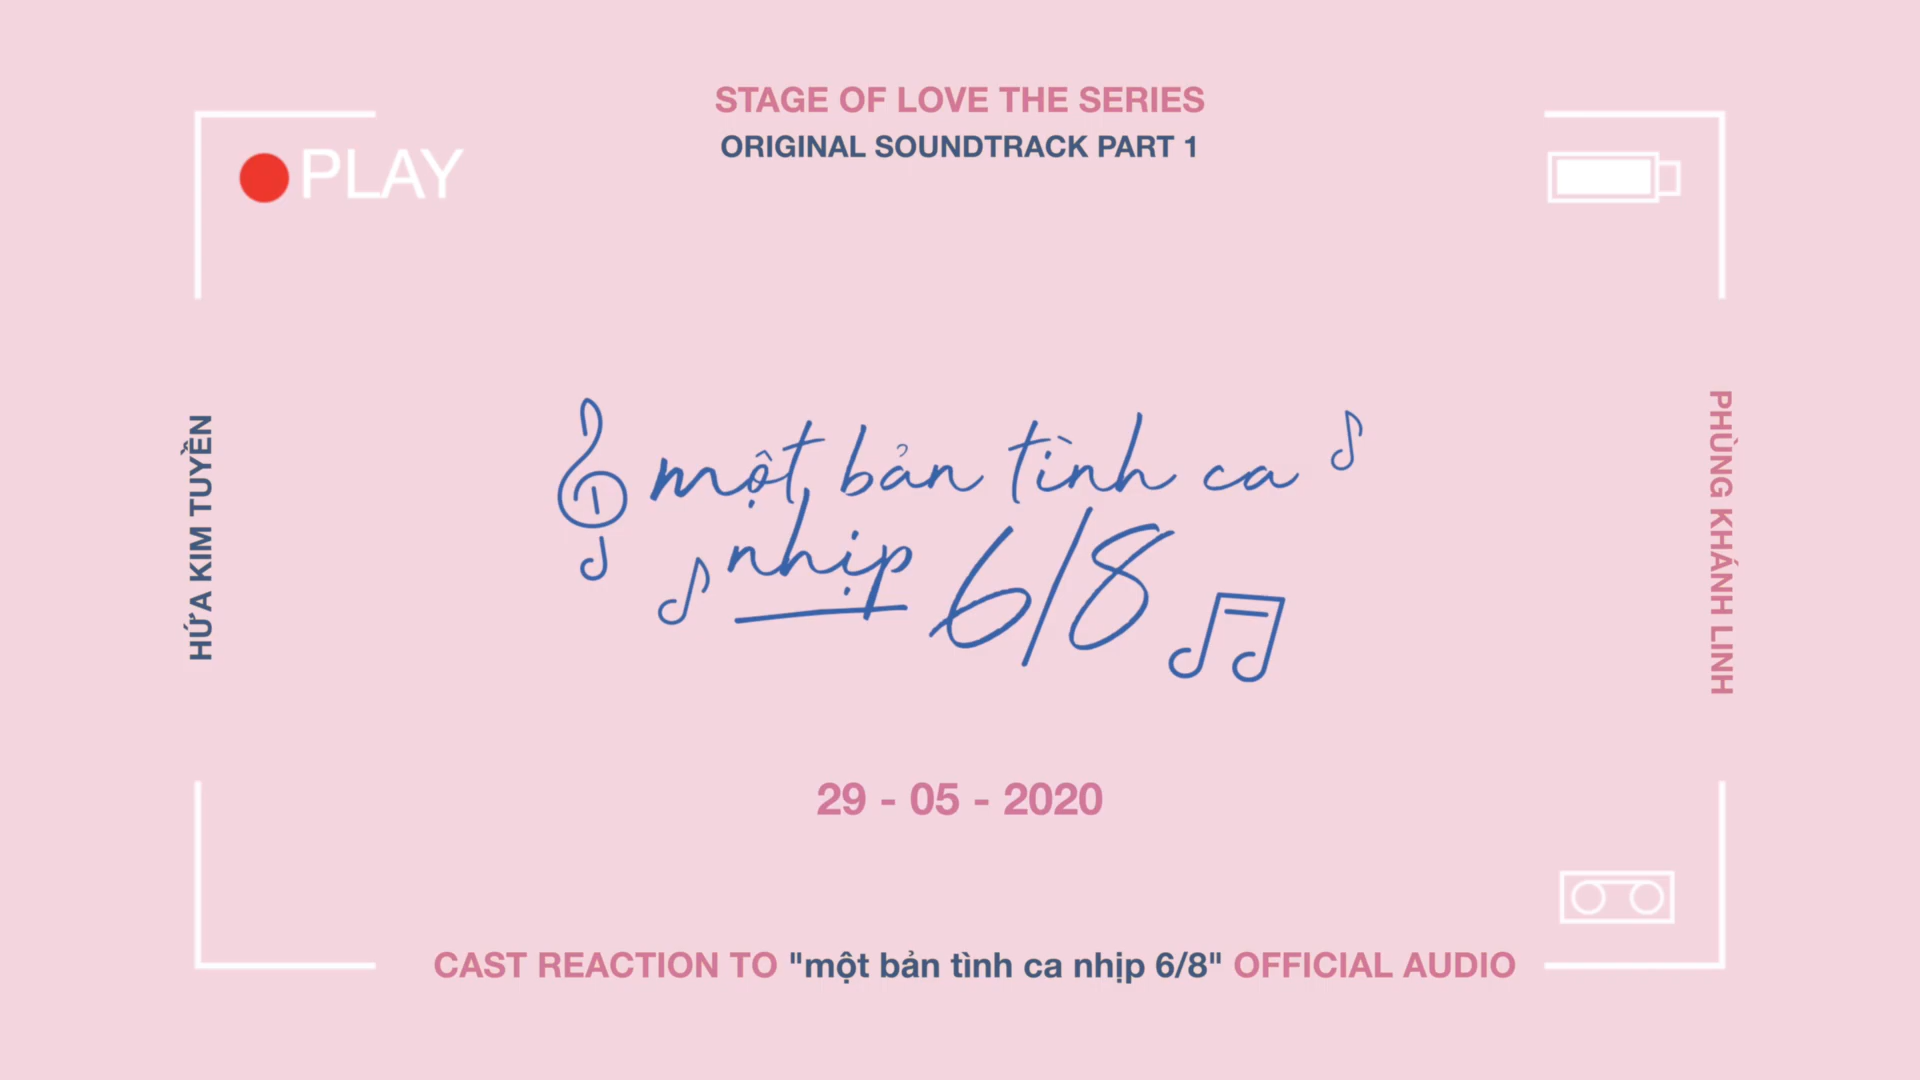 STAGE OF LOVE THE SERIES
ORIGINAL SOUNDTRACK PART 1
PLAY
HỨA KIM TUYỀN
một bản tình ca
nhịp 6/8
PHÙNG KHÁNH LINH
29 - 05 - 2020
CAST REACTION TO "một bản tình ca nhịp 6/8" OFFICIAL AUDIO